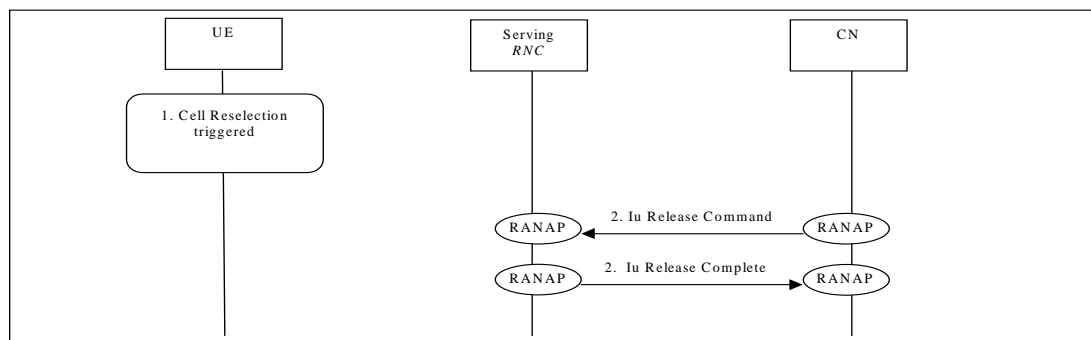 UE
Serving
RNC
CN
1. Cell Reselection
triggered
2. Iu Release Command
RANAP
RANAP
2. Iu Release Complete
RANAP
RANAP